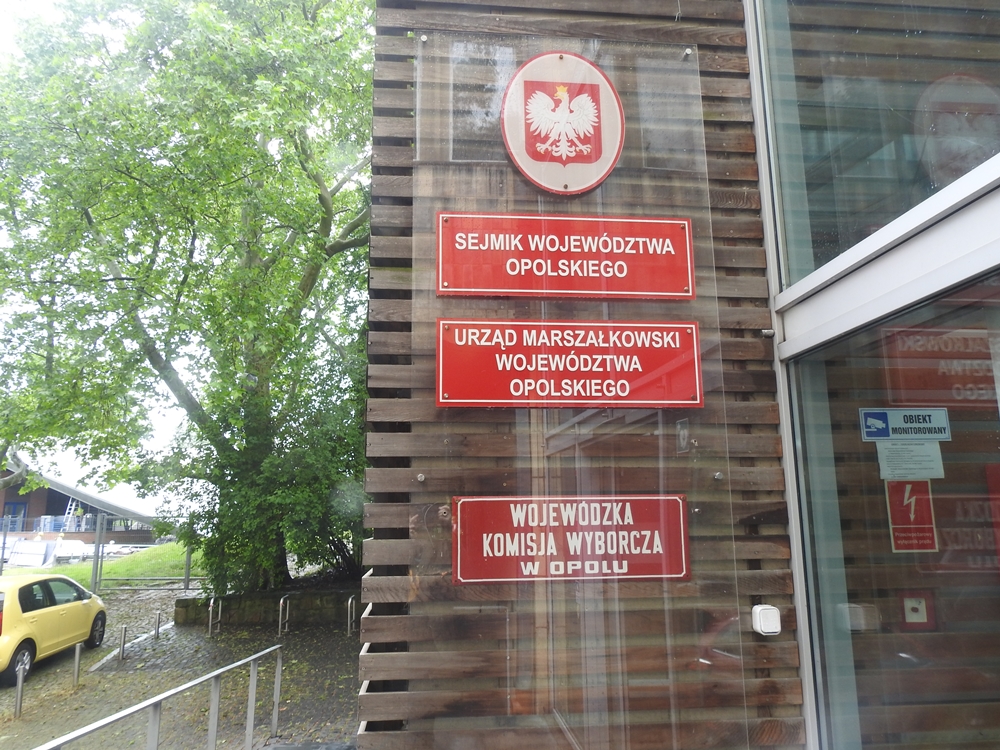 SEJMIK WOJEWÓDZTWA
OPOLSKIEGO
URZĄD MARSZAŁKOWSKI
WOJEWÓDZTWA
OPOLSKIEGO
WOJEWÓDZKA
KOMISJA WYBORCZA
W OPOLU
OBIEKT
MONITOROWANY